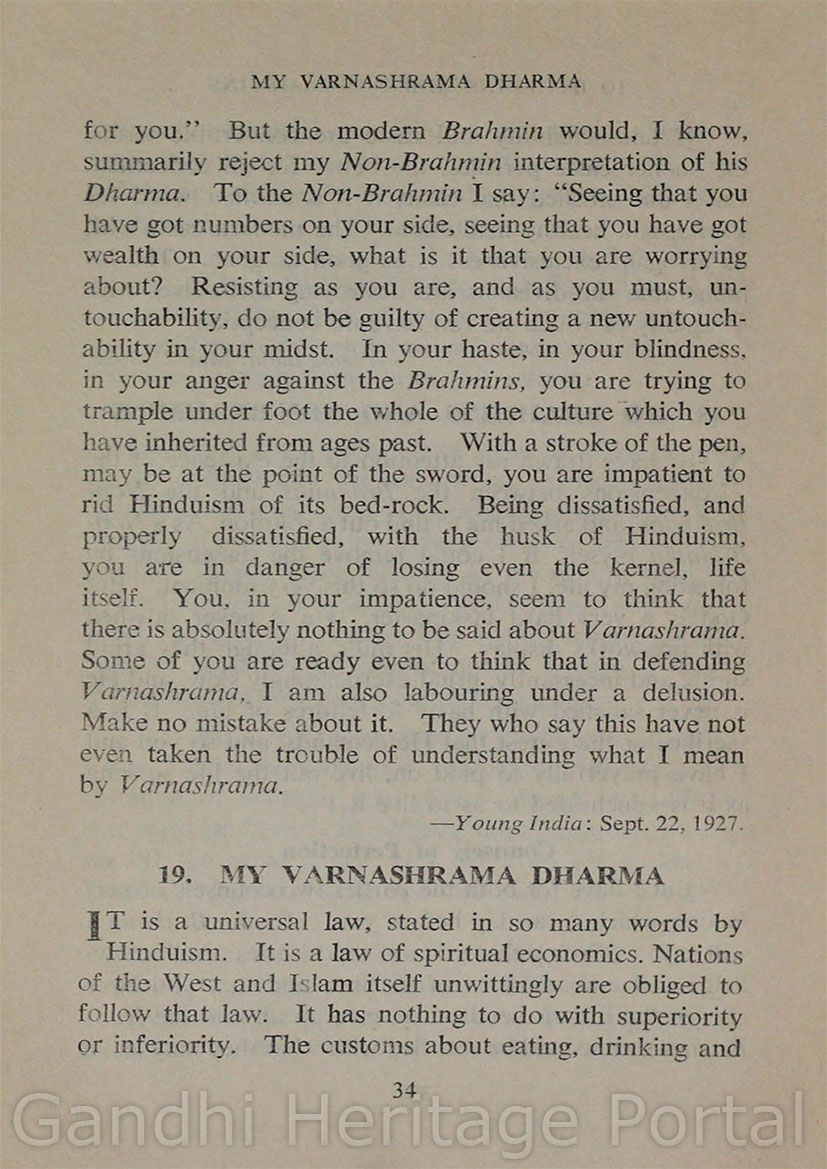 MY VARNASHRAMA DHARMA
for you.” But the modern Brahmin would, I know,
summarily reject my Non-Brahmin interpretation of his
Dharma. To the Non-Brahmin I say: “Seeing that you
have got numbers on your side, seeing that you have got
wealth on your side, what is it that you are worrying
about? Resisting as you are, and as you must, un-
touchability, do not be guilty of creating a new untouch-
ability in your midst. In your haste, in your blindness,
in your anger against the Brahmins, you are trying to
trample under foot the whole of the culture which you
have inherited from ages past. With a stroke of the pen,
may be at the point of the sword, you are impatient to
rid Hinduism of its bed-rock. Being dissatisfied, and
properly dissatisfied, with the husk of Hinduism,
you are in danger of losing even the kernel, life
itself. You, in your impatience, seem to think that
there is absolutely nothing to be said about Varnashrama.
Some of you are ready even to think that in defending
Varnashrama, I am also labouring under a delusion.
Make no mistake about it. They who say this have not
even taken the trouble of understanding what I mean
by Varnashrama.
—Young India: Sept. 22, 1927.
19. MY VARNASHRAMA DHARMA
IT is a universal law, stated in so many words by
Hinduism. It is a law of spiritual economics. Nations
of the West and Islam itself unwittingly are obliged to
follow that law. It has nothing to do with superiority
or inferiority. The customs about eating, drinking and
34
Gandhi Heritage Portal